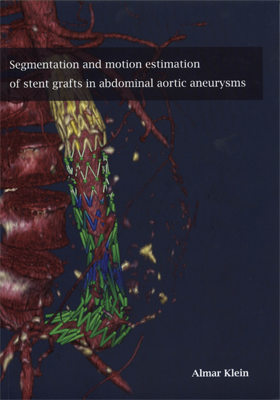 Segmentation and motion estimation
of stent grafts in abdominal aortic aneurysms
Almar Klein